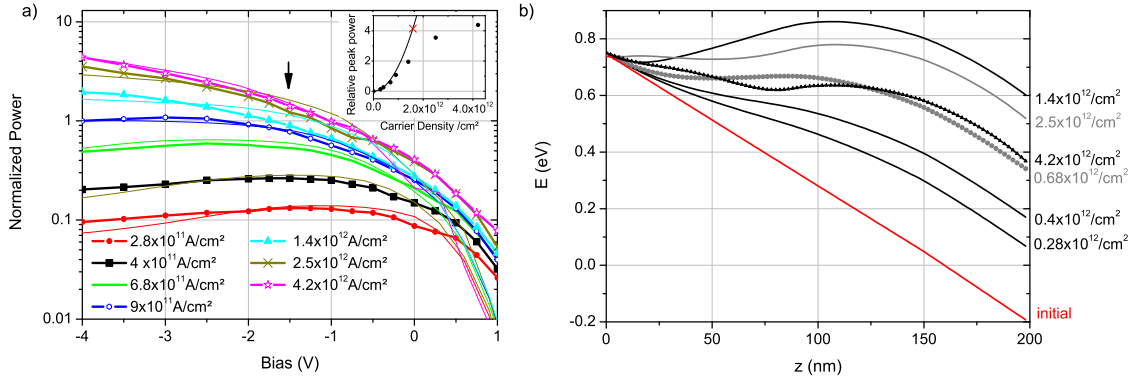 a)
10
1
0.1
0.01
Normalized Power
-4
-3
-2
-1
0
1
Bias (V)
2.8x10¹¹A/cm²
4 x10¹¹A/cm²
6.8x10¹¹A/cm²
9x10¹¹A/cm²
1.4x10¹²A/cm²
2.5x10¹²A/cm²
4.2x10¹²A/cm²
Relative peak power
4
2
0
0.0
2.0x10¹²
4.0x10¹²
Carrier Density /cm²
b)
0.8
0.6
0.4
0.2
0.0
-0.2
E (eV)
0
50
100
150
200
z (nm)
1.4x10¹²/cm²
2.5x10¹²/cm²
4.2x10¹²/cm²
0.68x10¹²/cm²
0.4x10¹²/cm²
0.28x10¹²/cm²
initial